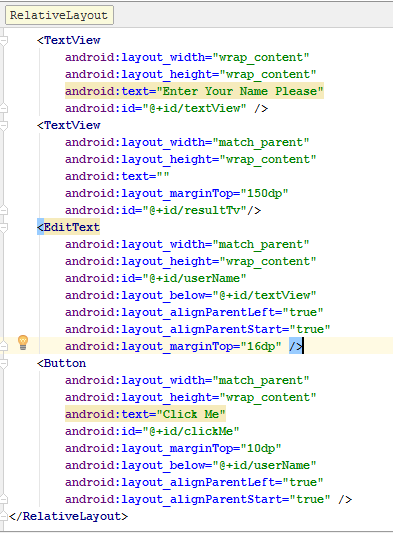 RelativeLayout
<TextView
android:layout_width="wrap_content"
android:layout_height="wrap_content"
android:text="Enter Your Name Please"
android:id="@+id/textView" />
<TextView
android:layout_width="match_parent"
android:layout_height="wrap_content"
android:text=""
android:layout_marginTop="150dp"
android:id="@+id/resultTv"/>
<EditText
android:layout_width="match_parent"
android:layout_height="wrap_content"
android:id="@+id/userName"
android:layout_below="@+id/textView"
android:layout_alignParentLeft="true"
android:layout_alignParentStart="true"
android:layout_marginTop="16dp" />
<Button
android:layout_width="match_parent"
android:layout_height="wrap_content"
android:text="Click Me"
android:id="@+id/clickMe"
android:layout_marginTop="10dp"
android:layout_below="@+id/userName"
android:layout_alignParentLeft="true"
android:layout_alignParentStart="true" />
</RelativeLayout>